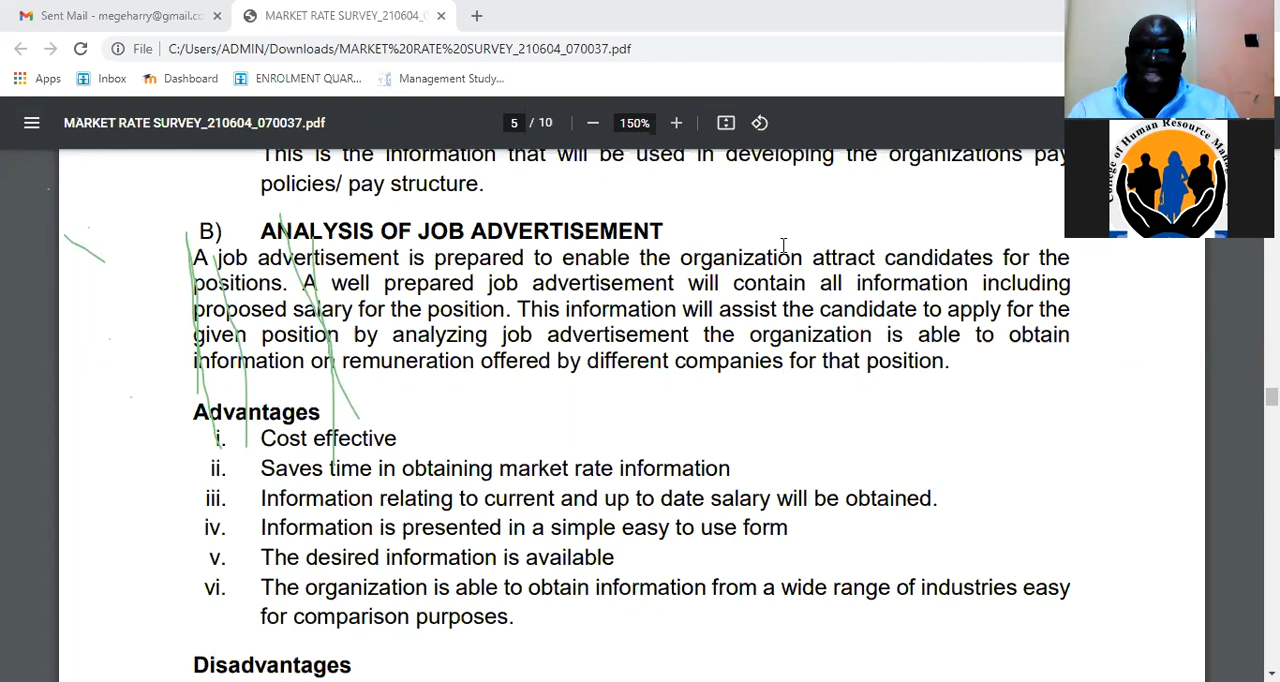 Sent Mail - megeharry@gmail.co
MARKET RATE SURVEY_210604_0
File
C:/Users/ADMIN/Downloads/MARKET%20RATE%20SURVEY_210604_070037.pdf
Apps
Inbox
Dashboard
ENROLMENT QUAR...
Management Study...
MARKET RATE SURVEY_210604_070037.pdf
5 / 10
150%
College of Human Resource Mana
This is the information that will be used in developing the organizations pay
policies/ pay structure.
B) ANALYSIS OF JOB ADVERTISEMENT
A job advertisement is prepared to enable the organization attract candidates for the
positions. A well prepared job advertisement will contain all information including
proposed salary for the position. This information will assist the candidate to apply for the
given position by analyzing job advertisement the organization is able to obtain
information on remuneration offered by different companies for that position.
Advantages
i. Cost effective
ii. Saves time in obtaining market rate information
iii. Information relating to current and up to date salary will be obtained.
iv. Information is presented in a simple easy to use form
v. The desired information is available
vi. The organization is able to obtain information from a wide range of industries easy
for comparison purposes.
Disadvantages